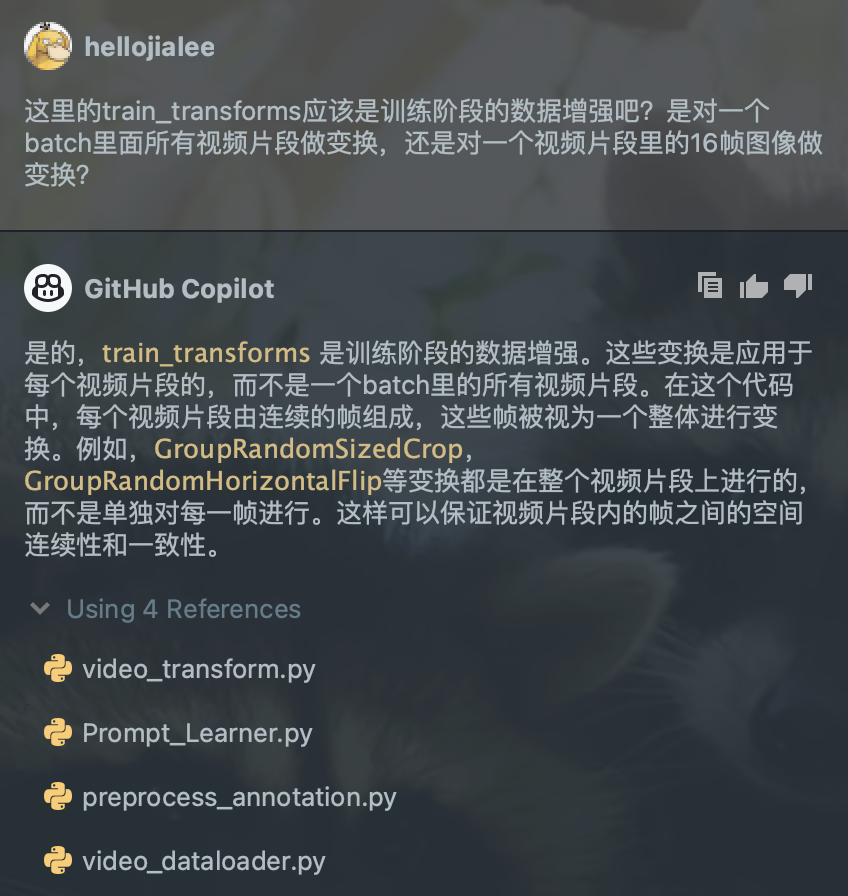 hellojialee
这里的train_transforms应该是训练阶段的数据增强吧？是对一个
batch里面所有视频片段做变换，还是对一个视频片段里的16帧图像做
变换？
GitHub Copilot
是的，train_transforms 是训练阶段的数据增强。这些变换是应用于
每个视频片段的，而不是一个batch里的所有视频片段。在这个代码
中，每个视频片段由连续的帧组成，这些帧被视为一个整体进行变
换。例如，GroupRandomSizedCrop，
GroupRandomHorizontalFlip等变换都是在整个视频片段上进行的，
而不是单独对每一帧进行。这样可以保证视频片段内的帧之间的空间
连续性和一致性。
Using 4 References
video_transform.py
Prompt_Learner.py
preprocess_annotation.py
video_dataloader.py